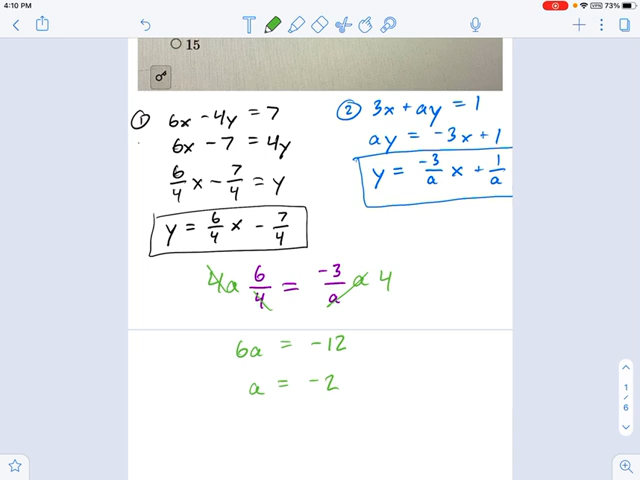 4:10 PM
73%
15
① 6x - 4y = 7
6x - 7 = 4y
6/4 x - 7/4 = y
y = 6/4 x - 7/4
② 3x + ay = 1
ay = -3x + 1
y = -3/a x + 1/a
4a 6/4 = -3/a a 4
6a = -12
a = -2
1
/
6